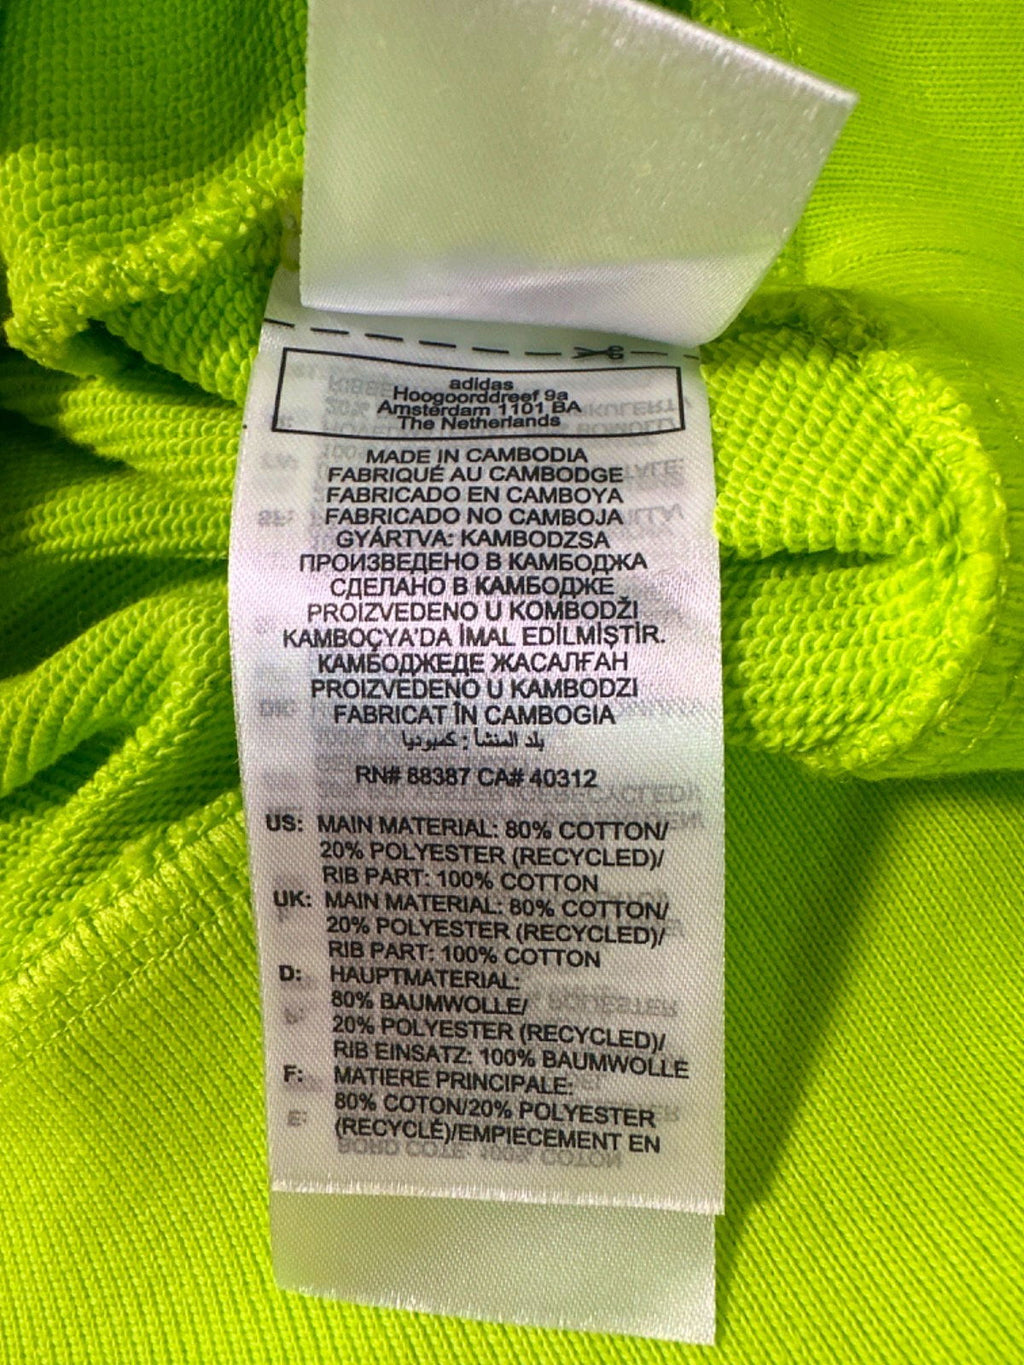 adidas
Hoogoorddreef 9a
Amsterdam 1101 BA
The Netherlands
MADE IN CAMBODIA
FABRIQUÉ AU CAMBODGE
FABRICADO EN CAMBOYA
FABRICADO NO CAMBOJA
GYÁRTVA: KAMBODZSA
ПРОИЗВЕДЕНО В КАМБОДЖА
СДЕЛАНО В КАМБОДЖЕ
PROIZVEDENO U KOMBODŽI
KAMBOÇYA'DA İMAL EDİLMİŞTİR.
КАМБОДЖЕДЕ ЖАСАЛҒАН
PROIZVEDENO U KAMBODZI
FABRICAT ÎN CAMBOGIA
بلد المنشأ : كمبوديا
RN# 88387 CA# 40312
US: MAIN MATERIAL: 80% COTTON/
20% POLYESTER (RECYCLED)/
RIB PART: 100% COTTON
UK: MAIN MATERIAL: 80% COTTON/
20% POLYESTER (RECYCLED)/
RIB PART: 100% COTTON
D: HAUPTMATERIAL:
80% BAUMWOLLE/
20% POLYESTER (RECYCLED)/
RIB EINSATZ: 100% BAUMWOLLE
F: MATIERE PRINCIPALE:
80% COTON/20% POLYESTER
(RECYCLÉ)/EMPIECEMENT EN